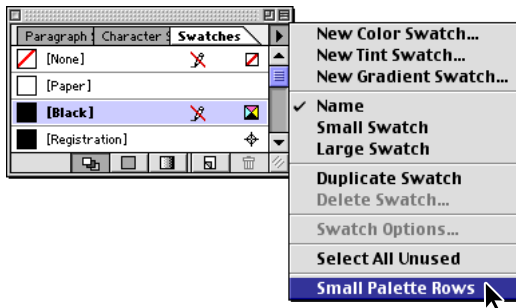 Paragraph Character S Swatches
[None]
[Paper]
[Black]
[Registration]
New Color Swatch...
New Tint Swatch...
New Gradient Swatch...
✓ Name
Small Swatch
Large Swatch
Duplicate Swatch
Delete Swatch...
Swatch Options...
Select All Unused
Small Palette Rows